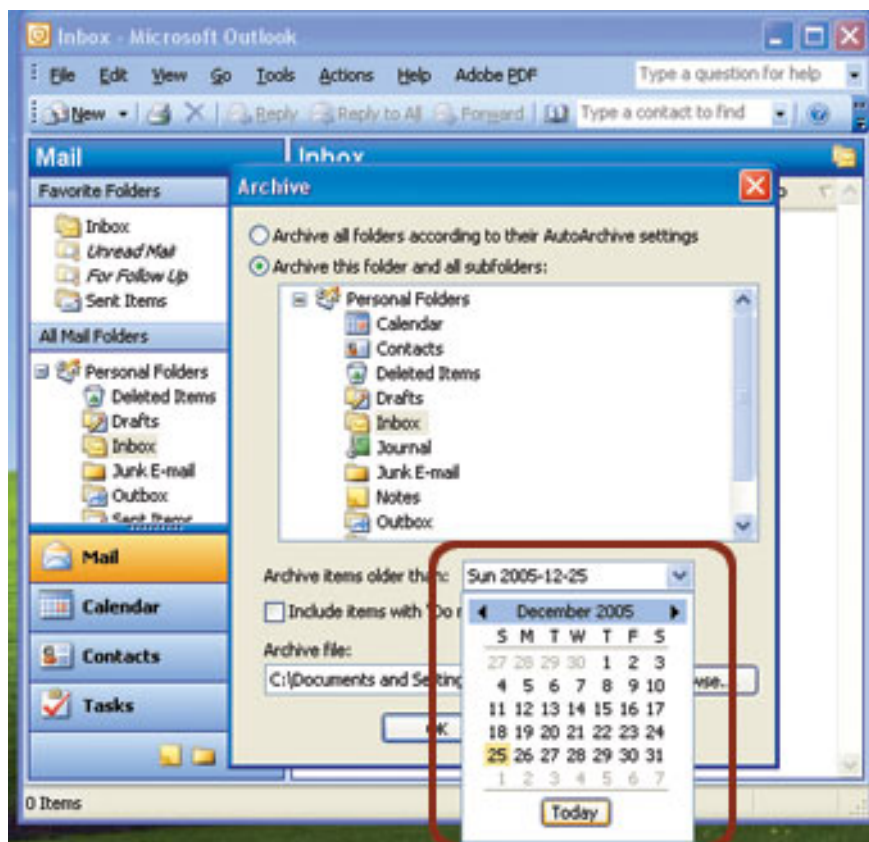 Inbox - Microsoft Outlook
File Edit View Go Tools Actions Help Adobe PDF Type a question for help
New Reply Reply to All Forward Type a contact to find
Mail
Inbox
Favorite Folders
Inbox
Unread Mail
For Follow Up
Sent Items
All Mail Folders
Personal Folders
Deleted Items
Drafts
Inbox
Junk E-mail
Outbox
Sent Items
Mail
Calendar
Contacts
Tasks
0 Items
Archive
Archive all folders according to their AutoArchive settings
Archive this folder and all subfolders:
Personal Folders
Calendar
Contacts
Deleted Items
Drafts
Inbox
Journal
Junk E-mail
Notes
Outbox
Archive items older than: Sun 2005-12-25
Include items with "Do
Archive file:
C:\Documents and Setting wse...
OK
December 2005
S M T W T F S
27 28 29 30 1 2 3
4 5 6 7 8 9 10
11 12 13 14 15 16 17
18 19 20 21 22 23 24
25 26 27 28 29 30 31
1 2 3 4 5 6 7
Today